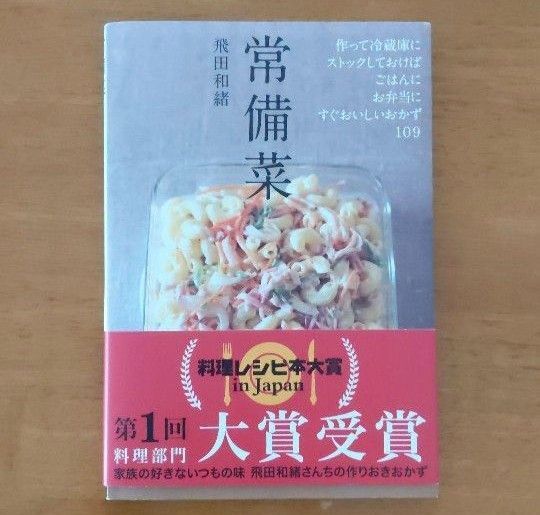 作って冷蔵庫に
ストックしておけば
ごはんに
お弁当に
すぐおいしいおかず
109
常備菜
飛田和緒
料理レシピ本大賞
in Japan
第1回
料理部門
大賞受賞
家族の好きないつもの味 飛田和緒さんちの作りおきおかず